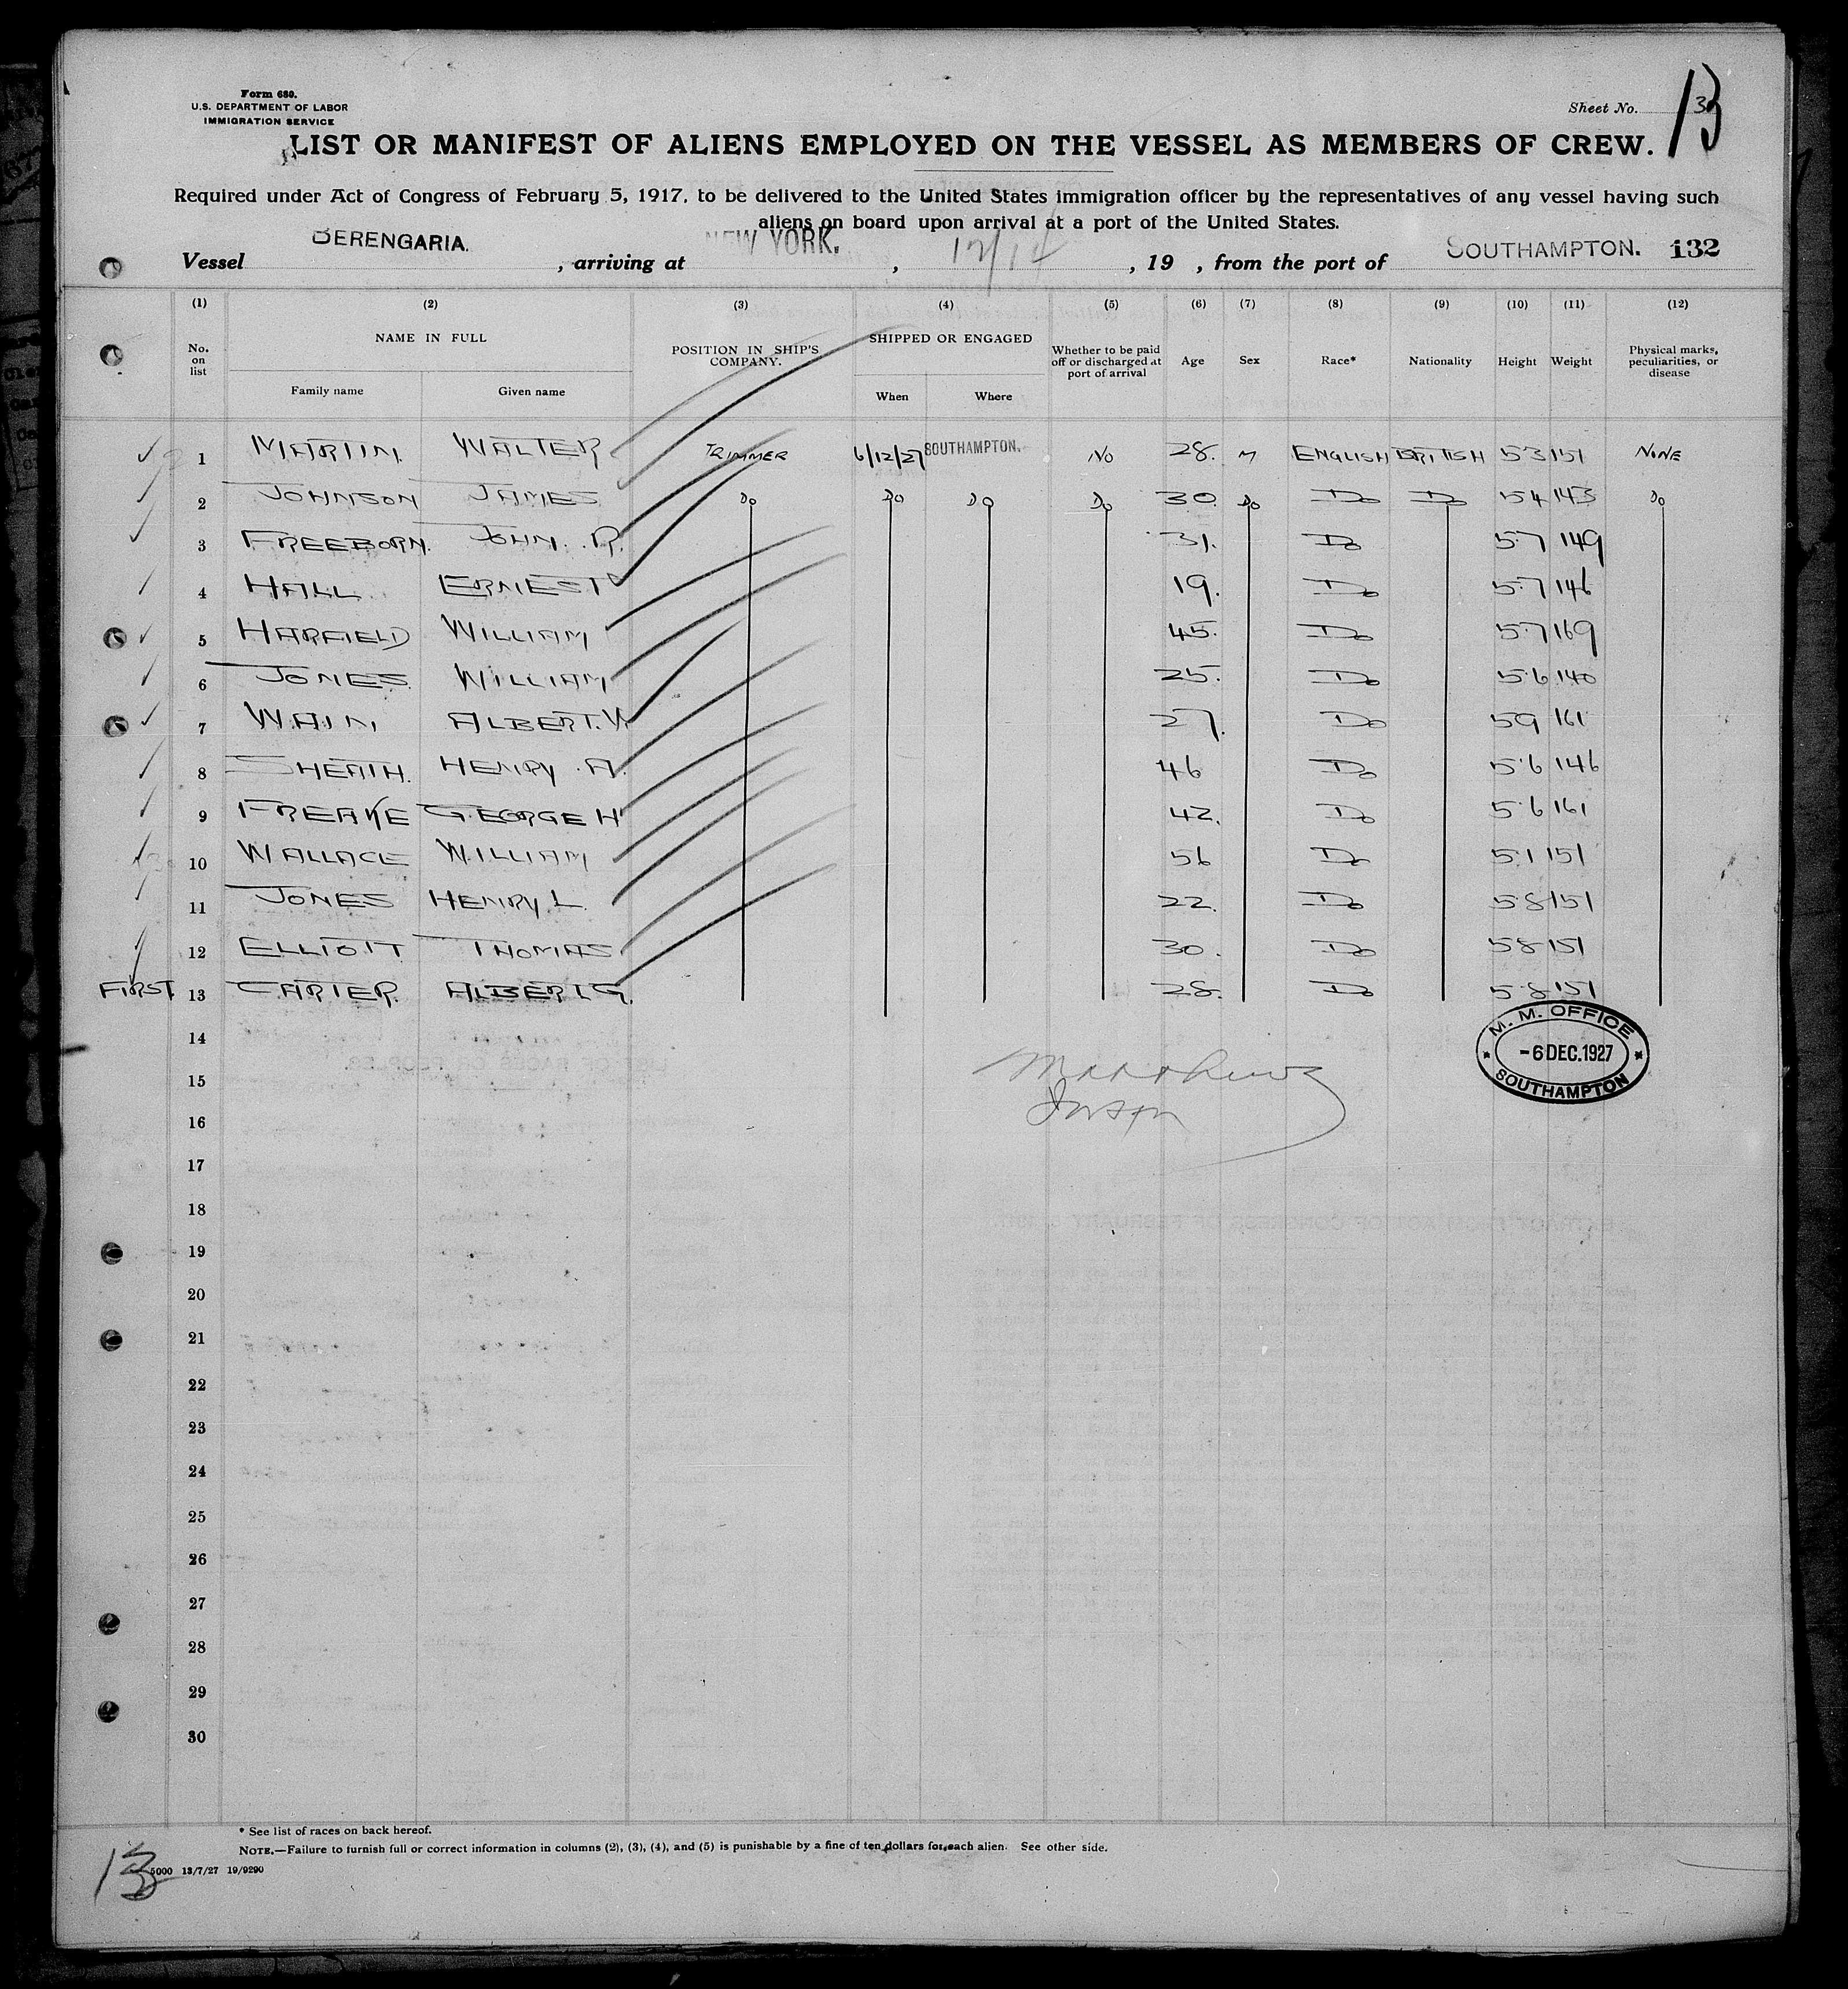 Form 680.
U.S. DEPARTMENT OF LABOR
IMMIGRATION SERVICE
Sheet No. 13
LIST OR MANIFEST OF ALIENS EMPLOYED ON THE VESSEL AS MEMBERS OF CREW.
Required under Act of Congress of February 5, 1917, to be delivered to the United States immigration officer by the representatives of any vessel having such
aliens on board upon arrival at a port of the United States.
Vessel BERENGARIA. , arriving at NEW YORK. , 12/14 , 19 , from the port of SOUTHAMPTON. 132
(1) (2) (3) (4) (5) (6) (7) (8) (9) (10) (11) (12)
No. on list NAME IN FULL Family name Given name POSITION IN SHIP'S COMPANY. SHIPPED OR ENGAGED When Where Whether to be paid off or discharged at port of arrival Age Sex Race* Nationality Height Weight Physical marks, peculiarities, or disease
1 MARTIN. WALTER TRIMMER 6/12/27 SOUTHAMPTON. NO 28. M ENGLISH BRITISH 5 3 151 NONE
2 JOHNSON JAMES Do Do Do Do 30. Do Do Do 5 4 143 Do
3 FREEBORN. JOHN. R. 31. Do 5.7 149
4 HALL ERNEST 19. Do 5.7 146
5 HARFIELD WILLIAM 45. Do 5.7 169
6 JONES. WILLIAM 25. Do 5.6 140
7 WAIN ALBERT. W 27. Do 5 9 161
8 SHEATH. HENRY. A. 46 Do 5.6 146
9 FREAKE GEORGE H 42. Do 5.6 161
10 WALLACE WILLIAM 56 Do 5.1 151
11 JONES HENRY L. 22. Do 5.8 151
12 ELLIOTT THOMAS 30. Do 5 8 151
FIRST 13 CARTER. ALBERT G. 28. Do 5.8 151
14
M. M. OFFICE
-6 DEC. 1927
SOUTHAMPTON
15
16
17
18
19
20
21
22
23
24
25
26
27
28
29
30
* See list of races on back hereof.
NOTE.—Failure to furnish full or correct information in columns (2), (3), (4), and (5) is punishable by a fine of ten dollars for each alien. See other side.
13
5000 13/7/27 19/9290